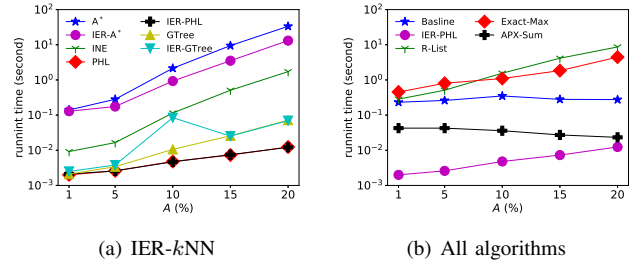 A* IER-PHL
IER-A* GTree
INE IER-GTree
PHL
runnint time (second)
10² 10¹ 10⁰ 10⁻¹ 10⁻² 10⁻³
1 5 10 15 20
A (%)
(a) IER-kNN
Basline Exact-Max
IER-PHL APX-Sum
R-List
runnint time (second)
10² 10¹ 10⁰ 10⁻¹ 10⁻² 10⁻³
1 5 10 15 20
A (%)
(b) All algorithms